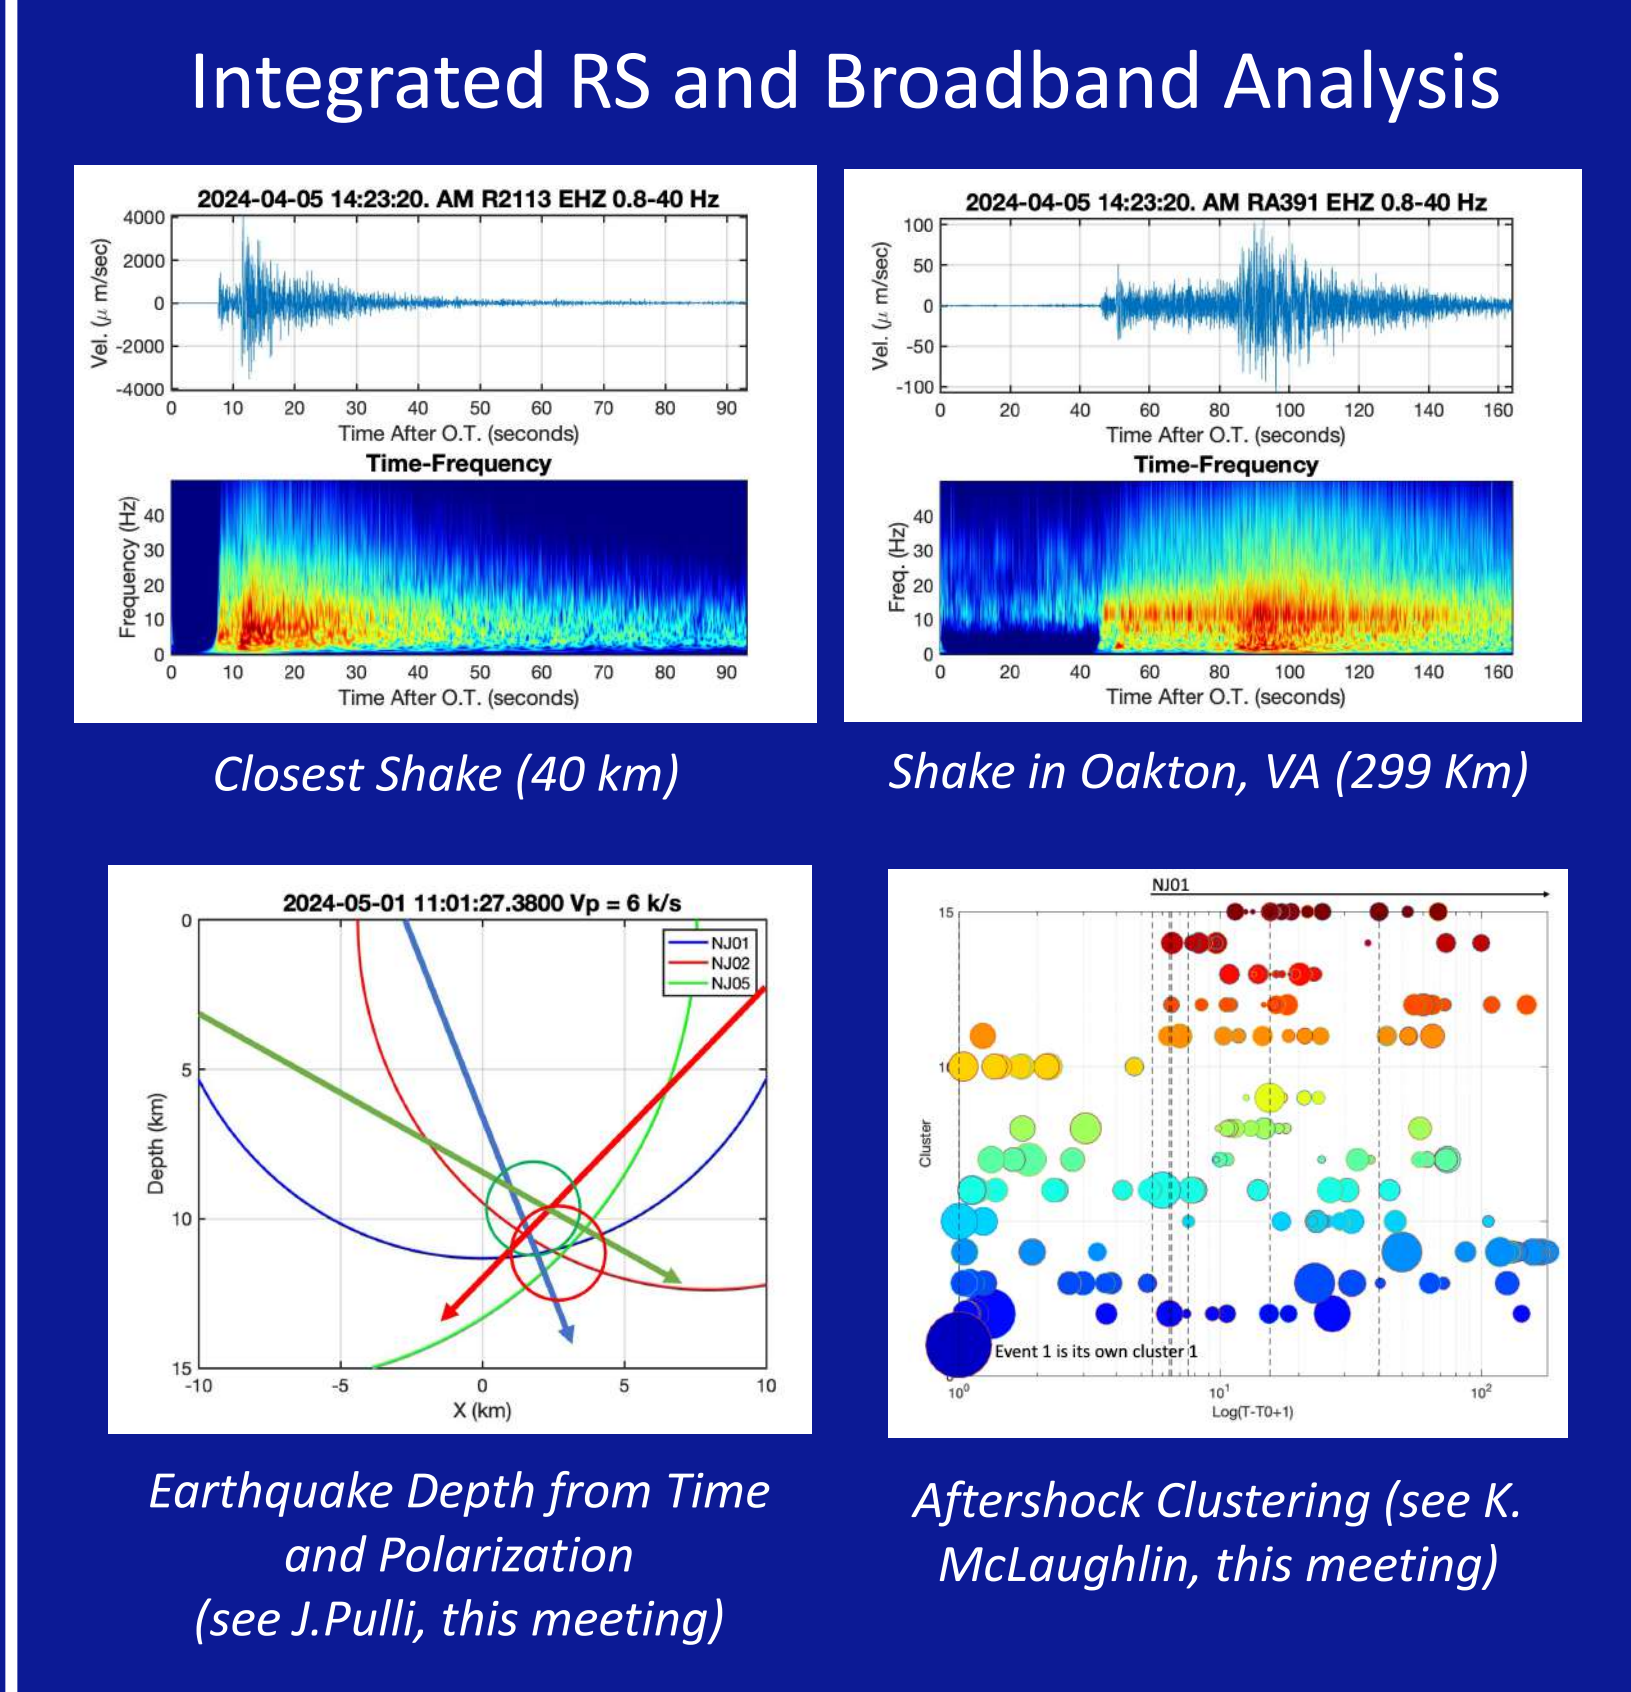 Integrated RS and Broadband Analysis
2024-04-05 14:23:20. AM R2113 EHZ 0.8-40 Hz
Vel. (μ m/sec)
4000
2000
0
-2000
-4000
0 10 20 30 40 50 60 70 80 90
Time After O.T. (seconds)
Time-Frequency
Frequency (Hz)
40
30
20
10
0
0 10 20 30 40 50 60 70 80 90
Time After O.T. (seconds)
Closest Shake (40 km)
2024-04-05 14:23:20. AM RA391 EHZ 0.8-40 Hz
Vel. (μ m/sec)
100
50
0
-50
-100
0 20 40 60 80 100 120 140 160
Time After O.T. (seconds)
Time-Frequency
Freq. (Hz)
40
30
20
10
0
0 20 40 60 80 100 120 140 160
Time After O.T. (seconds)
Shake in Oakton, VA (299 Km)
2024-05-01 11:01:27.3800 Vp = 6 k/s
NJ01
NJ02
NJ05
Depth (km)
0
5
10
15
-10 -5 0 5 10
X (km)
Earthquake Depth from Time
and Polarization
(see J.Pulli, this meeting)
NJ01
15
Cluster
Event 1 is its own cluster 1
10⁰ 10¹ 10²
Log(T-T0+1)
Aftershock Clustering (see K.
McLaughlin, this meeting)